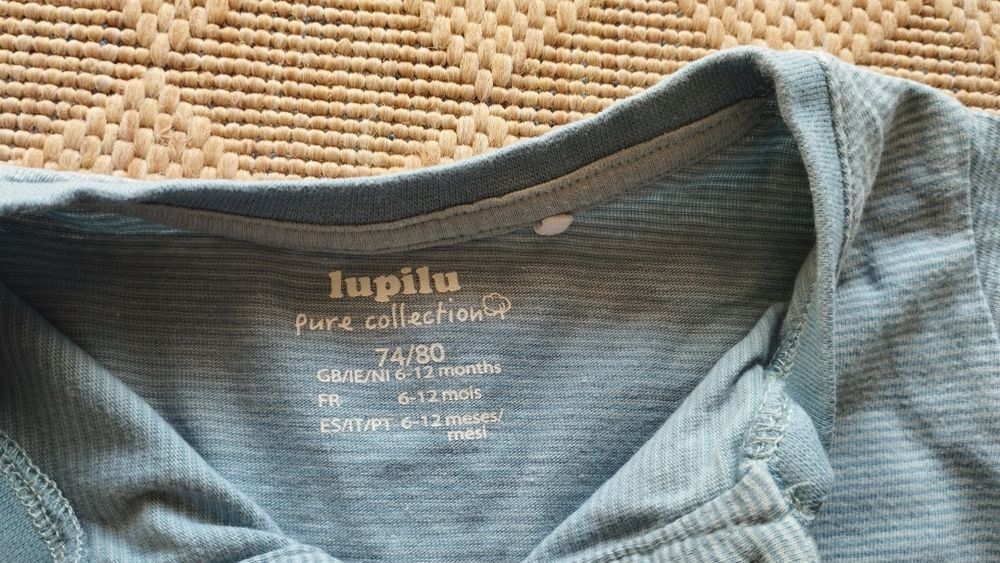 lupilu
pure collection
74/80
GB/IE/NI 6-12 months
FR 6-12 mois
ES/IT/PT 6-12 meses/
mesi